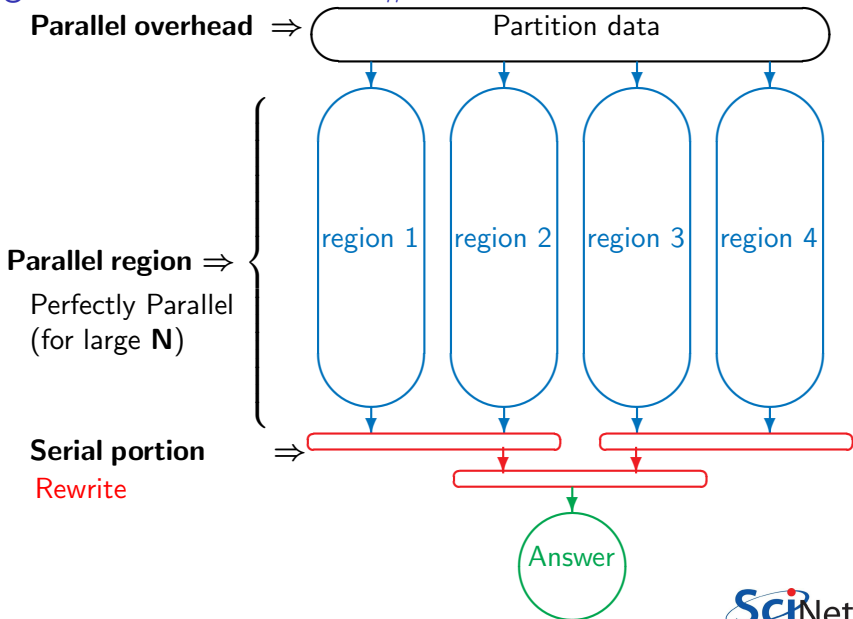 Parallel overhead ⇒ Partition data
region 1 region 2 region 3 region 4
Parallel region ⇒
Perfectly Parallel
(for large N)
Serial portion ⇒
Rewrite
Answer
SciNet